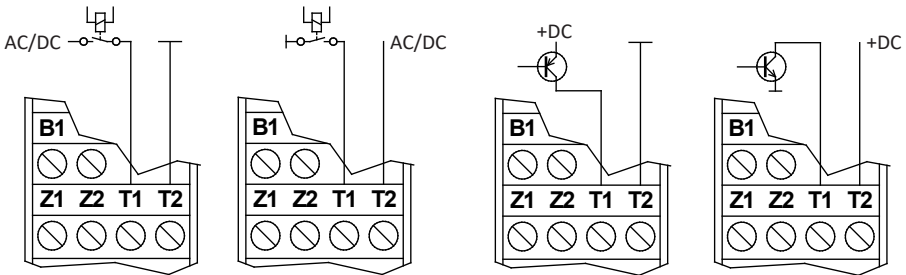 AC/DC
AC/DC
+DC
+DC
B1
B1
B1
B1
Z1 Z2 T1 T2
Z1 Z2 T1 T2
Z1 Z2 T1 T2
Z1 Z2 T1 T2